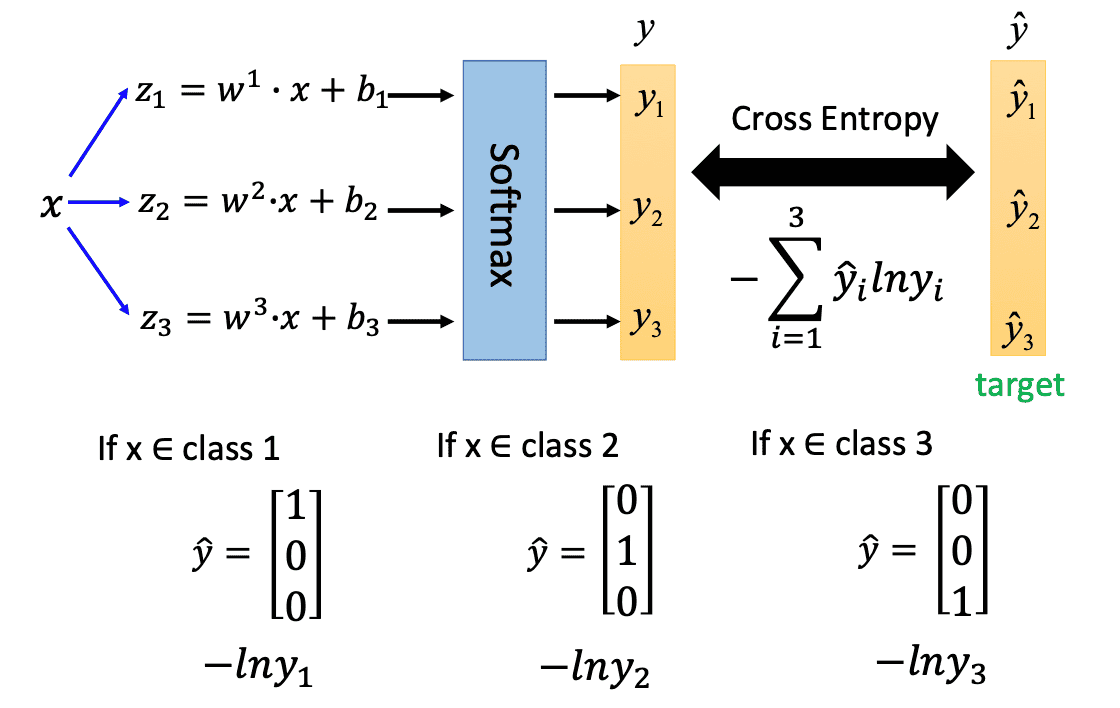 y ŷ
z₁ = w¹ · x + b₁ y₁ ŷ₁
Cross Entropy
x z₂ = w²·x + b₂ Softmax y₂ ŷ₂
z₃ = w³·x + b₃ y₃ ŷ₃
3
− ∑ ŷᵢlnyᵢ
i=1
target
If x ∈ class 1 If x ∈ class 2 If x ∈ class 3
ŷ = [1 0 0] ŷ = [0 1 0] ŷ = [0 0 1]
−lny₁ −lny₂ −lny₃